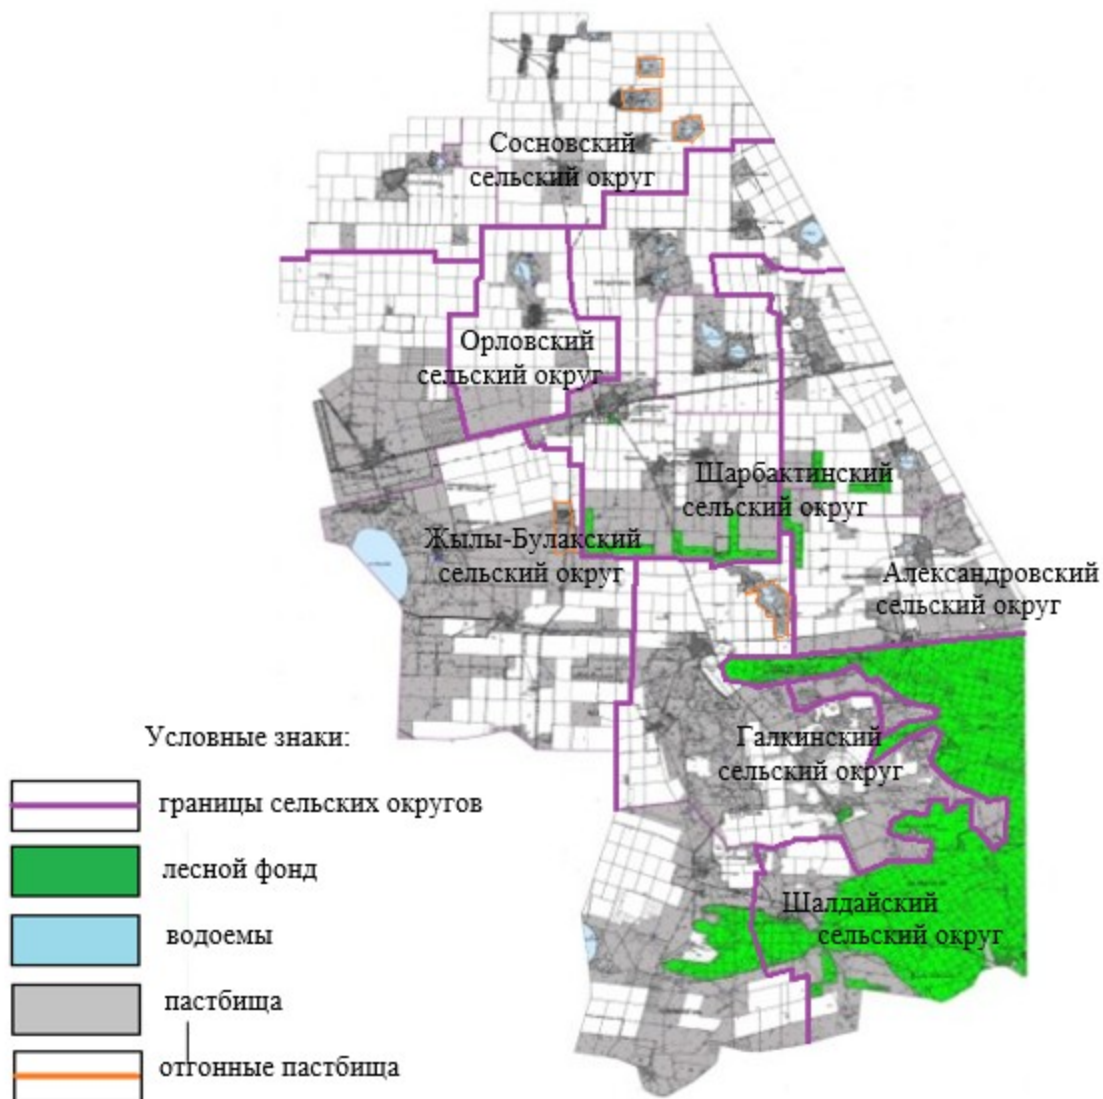 Сосновский
сельский округ
Орловский
сельский округ
Шарбактинский
сельский округ
Жылы-Булакский
сельский округ
Александровский
сельский округ
Галкинский
сельский округ
Шалдайский
сельский округ
Условные знаки:
границы сельских округов
лесной фонд
водоемы
пастбища
отгонные пастбища